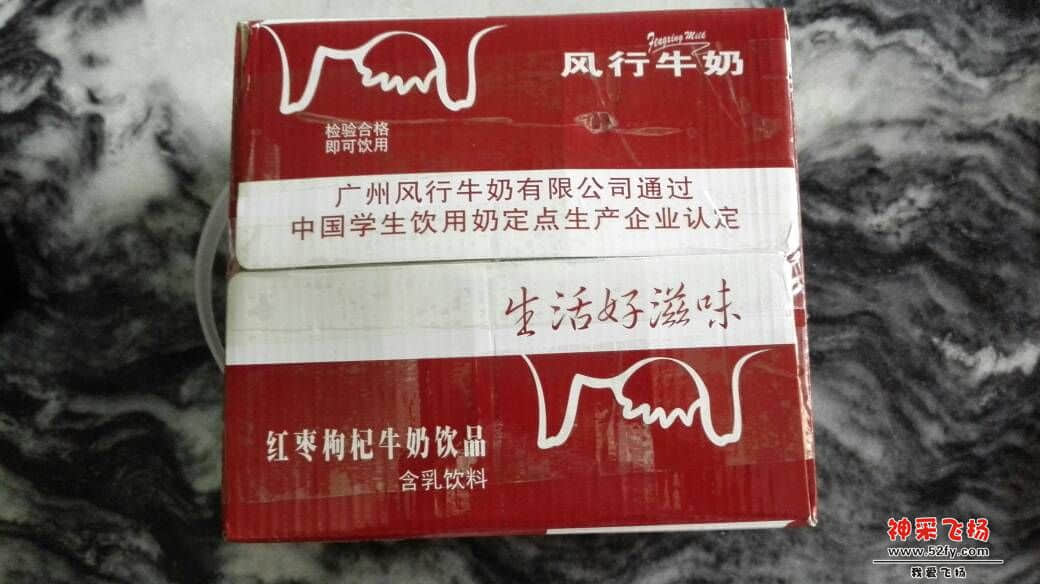 Fengxing Milk
风行牛奶
检验合格
即可饮用
广州风行牛奶有限公司通过
中国学生饮用奶定点生产企业认定
生活好滋味
红枣枸杞牛奶饮品
含乳饮料
神采飞扬
www.52fy.com
我爱飞扬